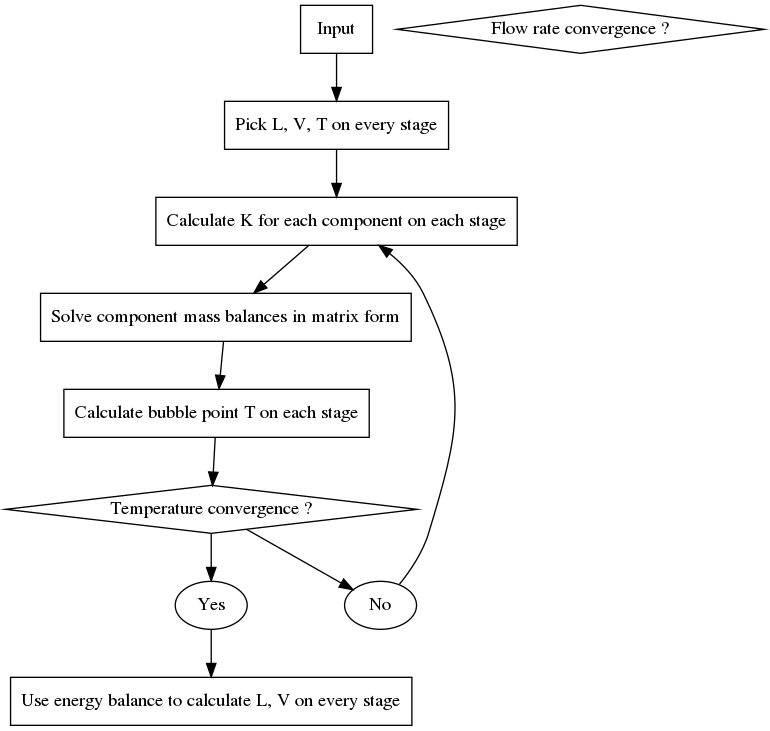 Input
Flow rate convergence ?
Pick L, V, T on every stage
Calculate K for each component on each stage
Solve component mass balances in matrix form
Calculate bubble point T on each stage
Temperature convergence ?
Yes
No
Use energy balance to calculate L, V on every stage